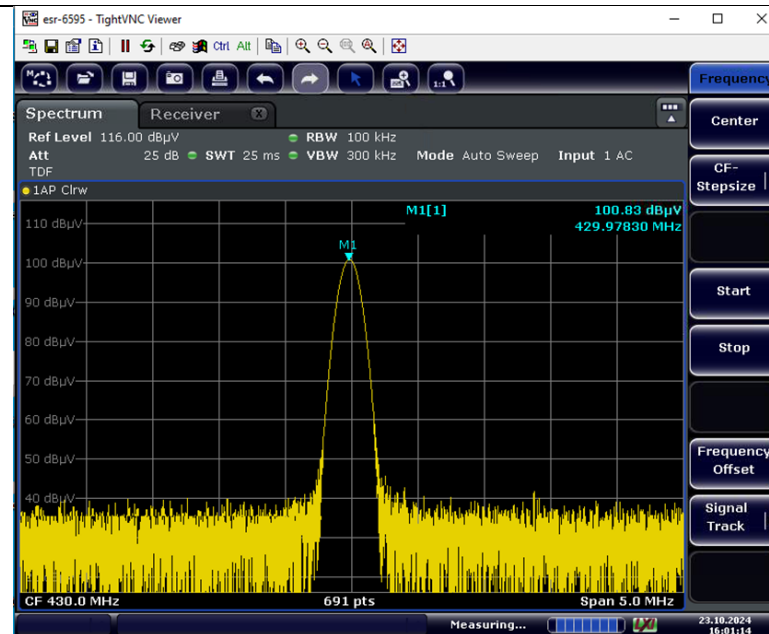 esr-6595 - TightVNC Viewer
Ctrl Alt
1:1
Frequency
Spectrum
Receiver
Ref Level 116.00 dBµV
RBW 100 kHz
Att 25 dB SWT 25 ms VBW 300 kHz Mode Auto Sweep Input 1 AC
TDF
1AP Clrw
M1[1] 100.83 dBµV
429.97830 MHz
M1
110 dBµV
100 dBµV
90 dBµV
80 dBµV
70 dBµV
60 dBµV
50 dBµV
40 dBµV
CF 430.0 MHz 691 pts Span 5.0 MHz
Center
CF-
Stepsize
Start
Stop
Frequency
Offset
Signal
Track
Measuring...
LXI
23.10.2024
16:01:14